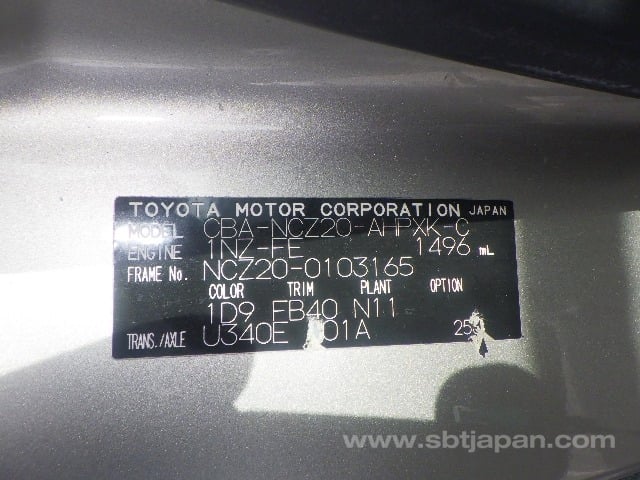 TOYOTA MOTOR CORPORATION JAPAN
MODEL CBA-NCZ20-AHPXK-C
ENGINE 1NZ-FE 1496 mL
FRAME No. NCZ20-0103165
COLOR TRIM PLANT OPTION
1D9 FB40 N11
TRANS./AXLE U340E 01A
www.sbtjapan.com